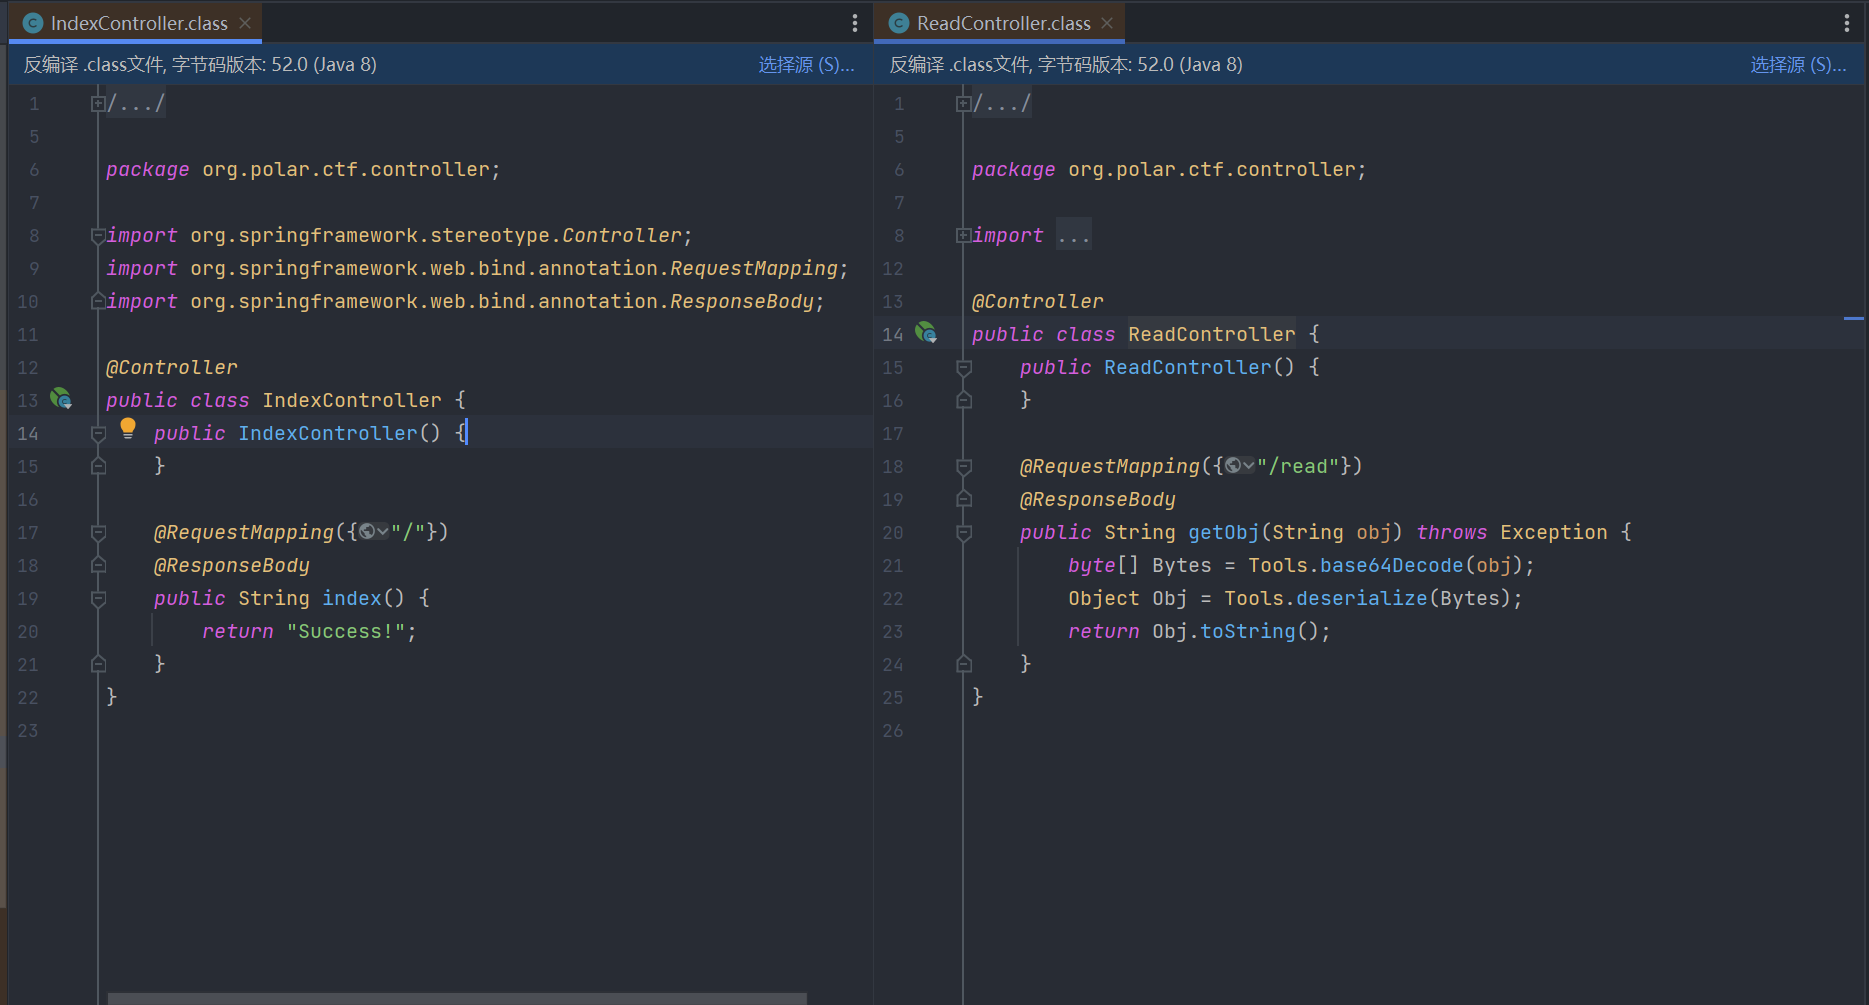 IndexController.class
反编译 .class文件, 字节码版本: 52.0 (Java 8) 选择源 (S)...
1 /.../
5
6 package org.polar.ctf.controller;
7
8 import org.springframework.stereotype.Controller;
9 import org.springframework.web.bind.annotation.RequestMapping;
10 import org.springframework.web.bind.annotation.ResponseBody;
11
12 @Controller
13 public class IndexController {
14     public IndexController() {
15     }
16
17     @RequestMapping({"/"})
18     @ResponseBody
19     public String index() {
20         return "Success!";
21     }
22 }
23
ReadController.class
反编译 .class文件, 字节码版本: 52.0 (Java 8) 选择源 (S)...
1 /.../
5
6 package org.polar.ctf.controller;
7
8 import ...
12
13 @Controller
14 public class ReadController {
15     public ReadController() {
16     }
17
18     @RequestMapping({"/read"})
19     @ResponseBody
20     public String getObj(String obj) throws Exception {
21         byte[] Bytes = Tools.base64Decode(obj);
22         Object Obj = Tools.deserialize(Bytes);
23         return Obj.toString();
24     }
25 }
26